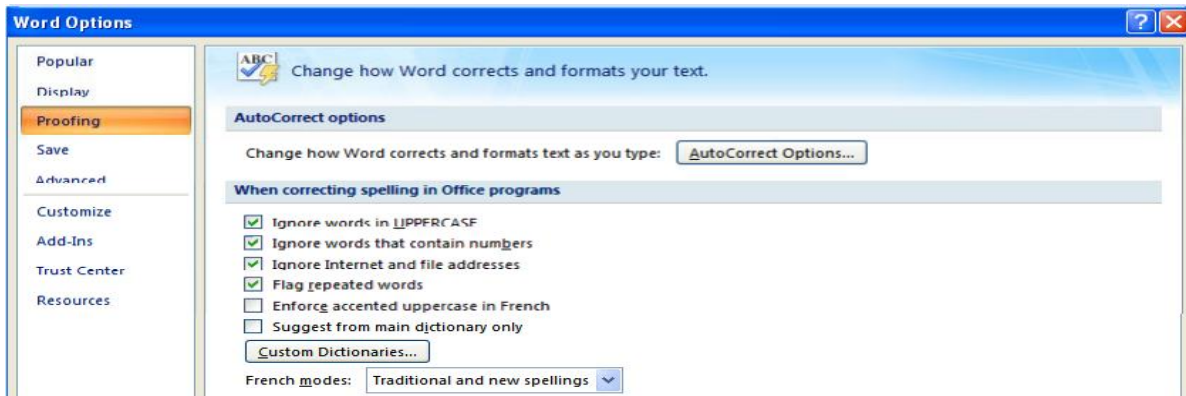 Word Options
Popular
Display
Proofing
Save
Advanced
Customize
Add-Ins
Trust Center
Resources
ABC
Change how Word corrects and formats your text.
AutoCorrect options
Change how Word corrects and formats text as you type: AutoCorrect Options...
When correcting spelling in Office programs
Ignore words in UPPERCASE
Ignore words that contain numbers
Ignore Internet and file addresses
Flag repeated words
Enforce accented uppercase in French
Suggest from main dictionary only
Custom Dictionaries...
French modes: Traditional and new spellings